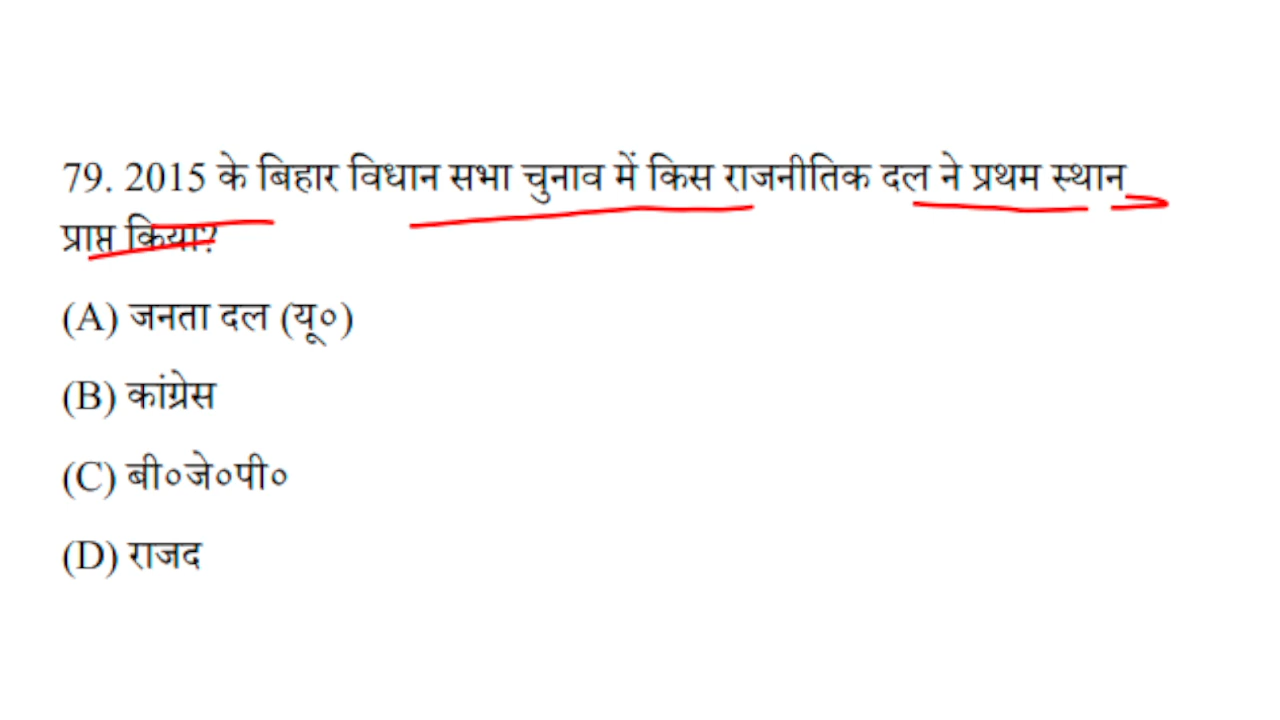 79. 2015 के बिहार विधान सभा चुनाव में किस राजनीतिक दल ने प्रथम स्थान
प्राप्त किया?
(A) जनता दल (यू०)
(B) कांग्रेस
(C) बी०जे०पी०
(D) राजद